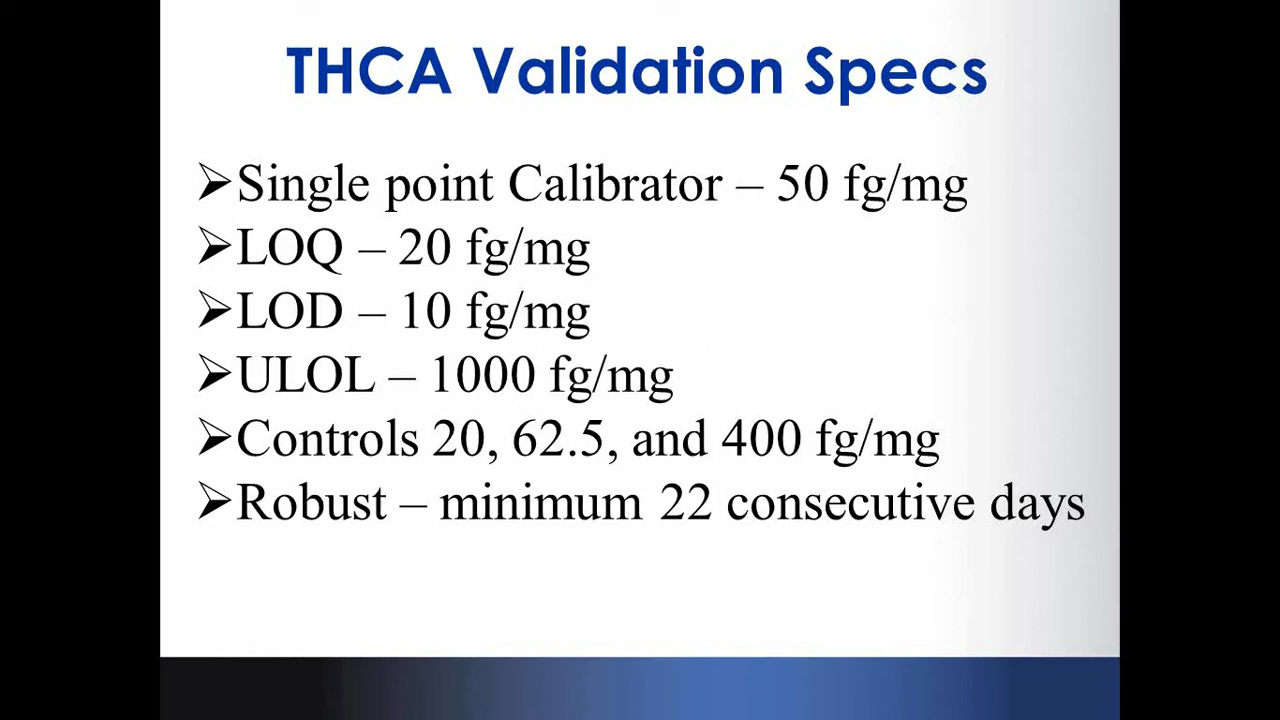 THCA Validation Specs
➢Single point Calibrator – 50 fg/mg
➢LOQ – 20 fg/mg
➢LOD – 10 fg/mg
➢ULOL – 1000 fg/mg
➢Controls 20, 62.5, and 400 fg/mg
➢Robust – minimum 22 consecutive days